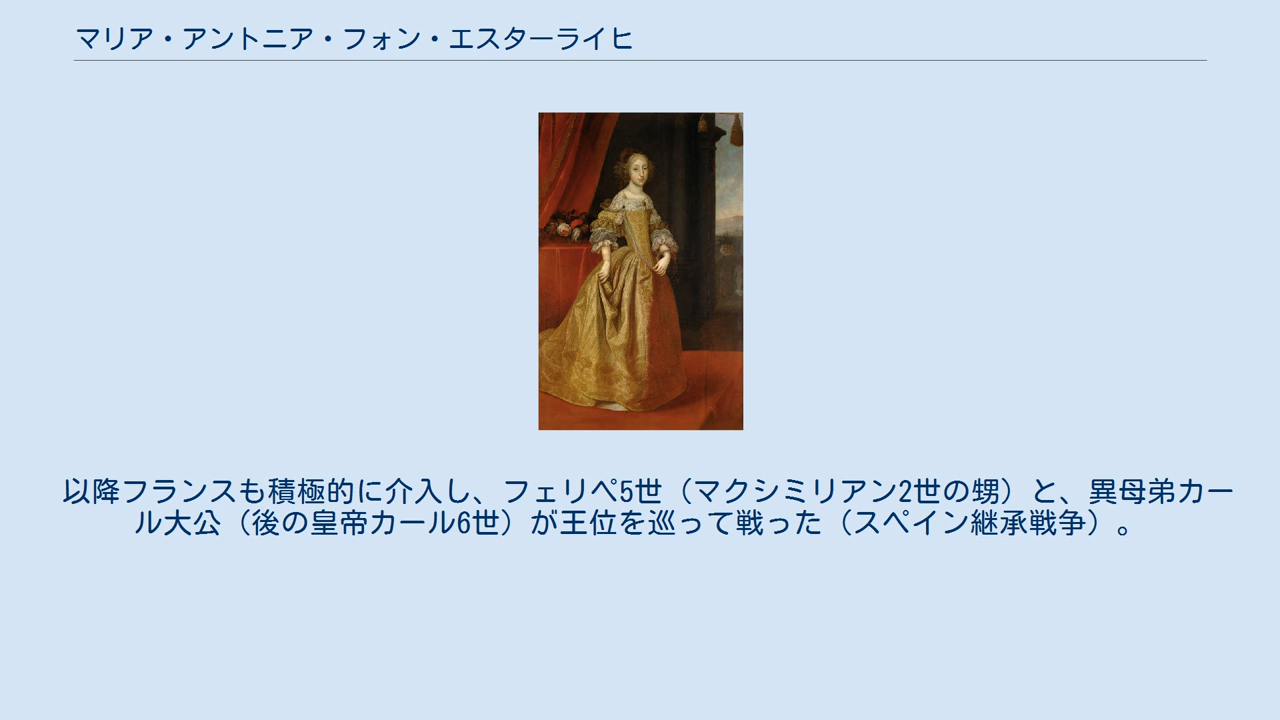 マリア・アントニア・フォン・エスターライヒ
以降フランスも積極的に介入し、フェリペ5世（マクシミリアン2世の甥）と、異母弟カー
ル大公（後の皇帝カール6世）が王位を巡って戦った（スペイン継承戦争）。